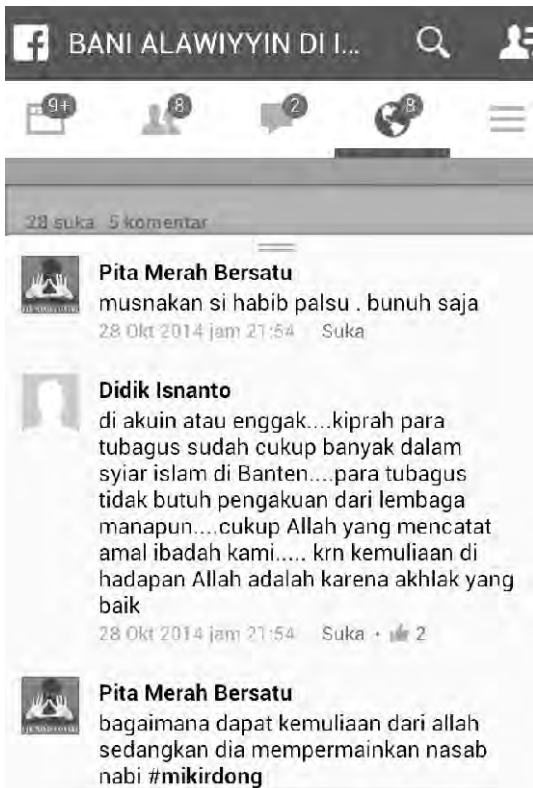 BANI ALAWIYYIN DI I...
9+
8
2
8
28 suka 5 komentar
Pita Merah Bersatu
musnakan si habib palsu . bunuh saja
28 Okt 2014 jam 21:54 Suka
Didik Isnanto
di akuin atau enggak....kiprah para
tubagus sudah cukup banyak dalam
syiar islam di Banten....para tubagus
tidak butuh pengakuan dari lembaga
manapun....cukup Allah yang mencatat
amal ibadah kami..... krn kemuliaan di
hadapan Allah adalah karena akhlak yang
baik
28 Okt 2014 jam 21:54 Suka • 2
Pita Merah Bersatu
bagaimana dapat kemuliaan dari allah
sedangkan dia mempermainkan nasab
nabi #mikirdong